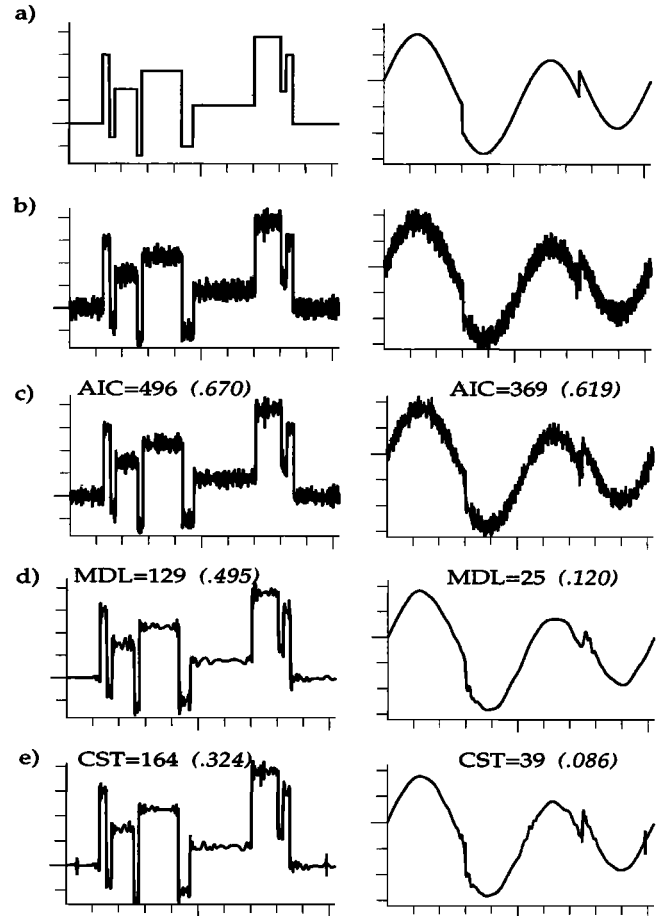 a)
b)
c)
AIC=496 (.670)
AIC=369 (.619)
d)
MDL=129 (.495)
MDL=25 (.120)
e)
CST=164 (.324)
CST=39 (.086)